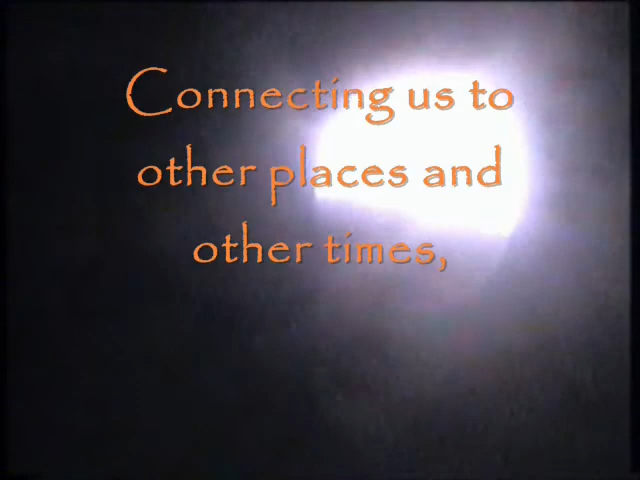 Connecting us to
other places and
other times,